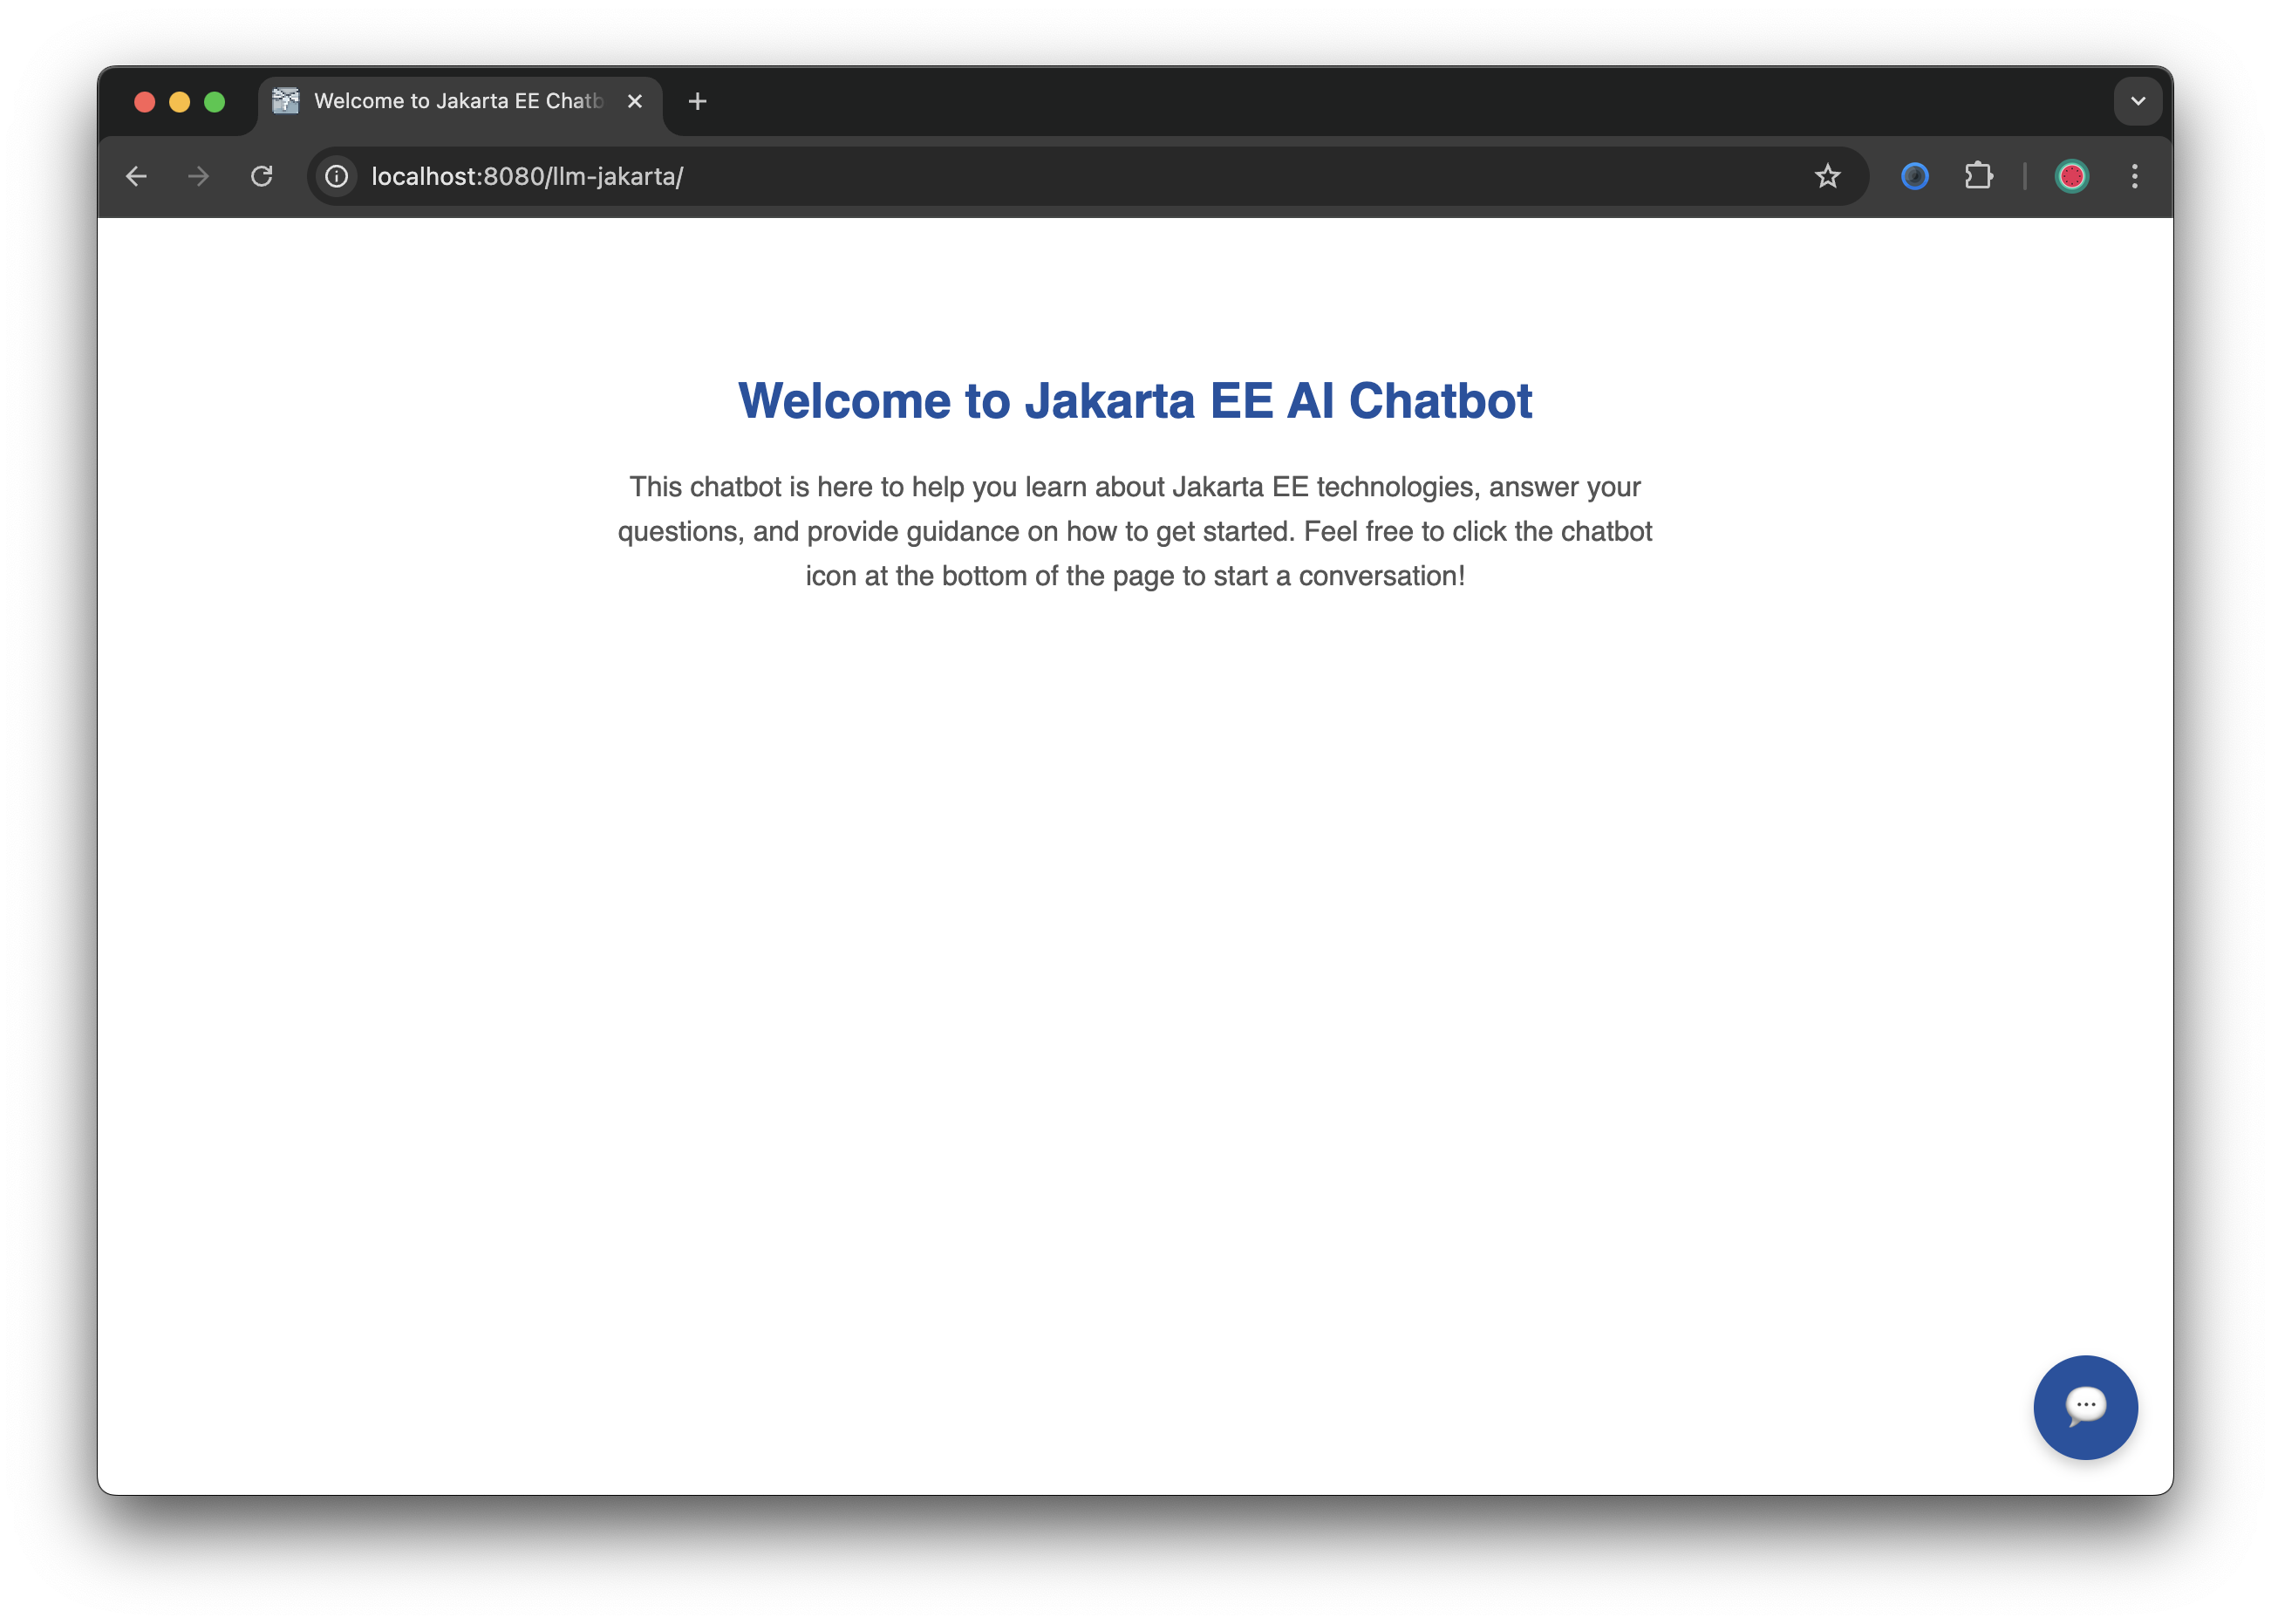 Welcome to Jakarta EE Chatb
localhost:8080/llm-jakarta/
Welcome to Jakarta EE AI Chatbot
This chatbot is here to help you learn about Jakarta EE technologies, answer your
questions, and provide guidance on how to get started. Feel free to click the chatbot
icon at the bottom of the page to start a conversation!